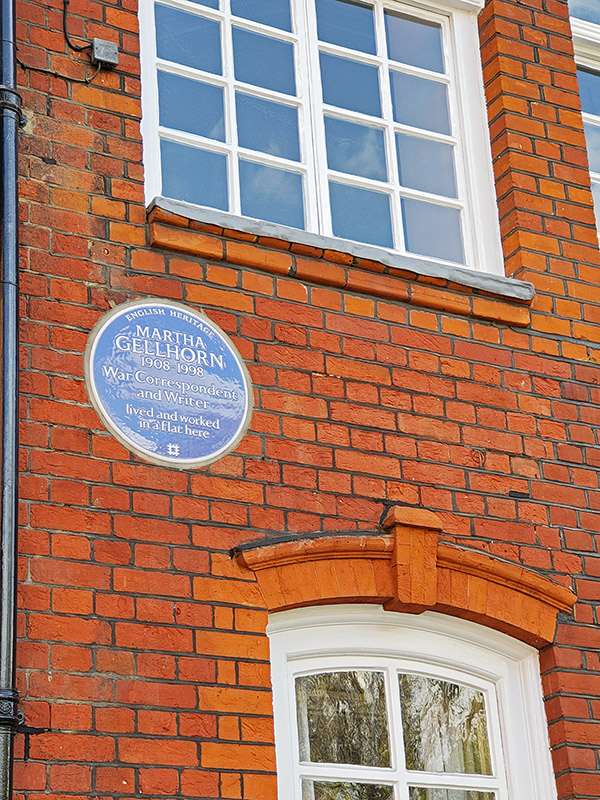 ENGLISH HERITAGE
MARTHA
GELLHORN
1908-1998
War Correspondent
and Writer
lived and worked
in a flat here